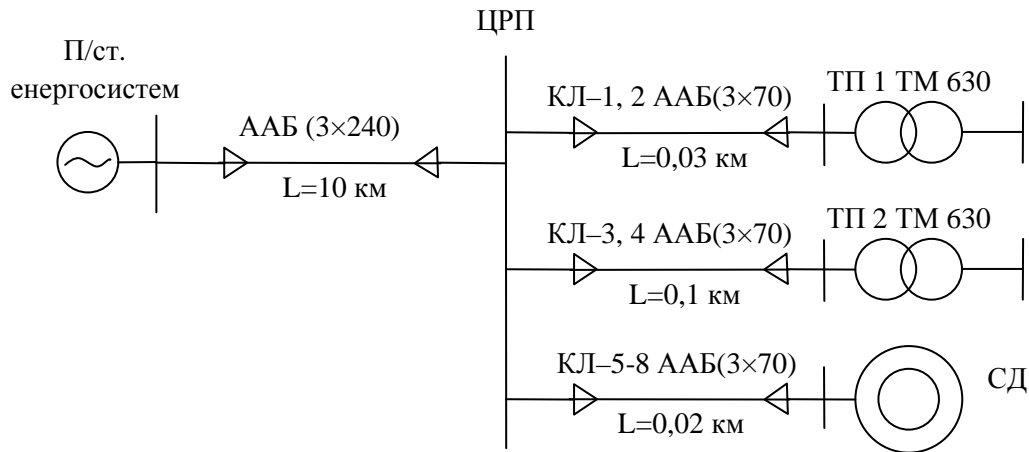 ЦРП
П/ст.
енергосистем
ААБ (3×240)
L=10 км
КЛ–1, 2 ААБ(3×70)
L=0,03 км
ТП 1 ТМ 630
КЛ–3, 4 ААБ(3×70)
L=0,1 км
ТП 2 ТМ 630
КЛ–5-8 ААБ(3×70)
L=0,02 км
СД